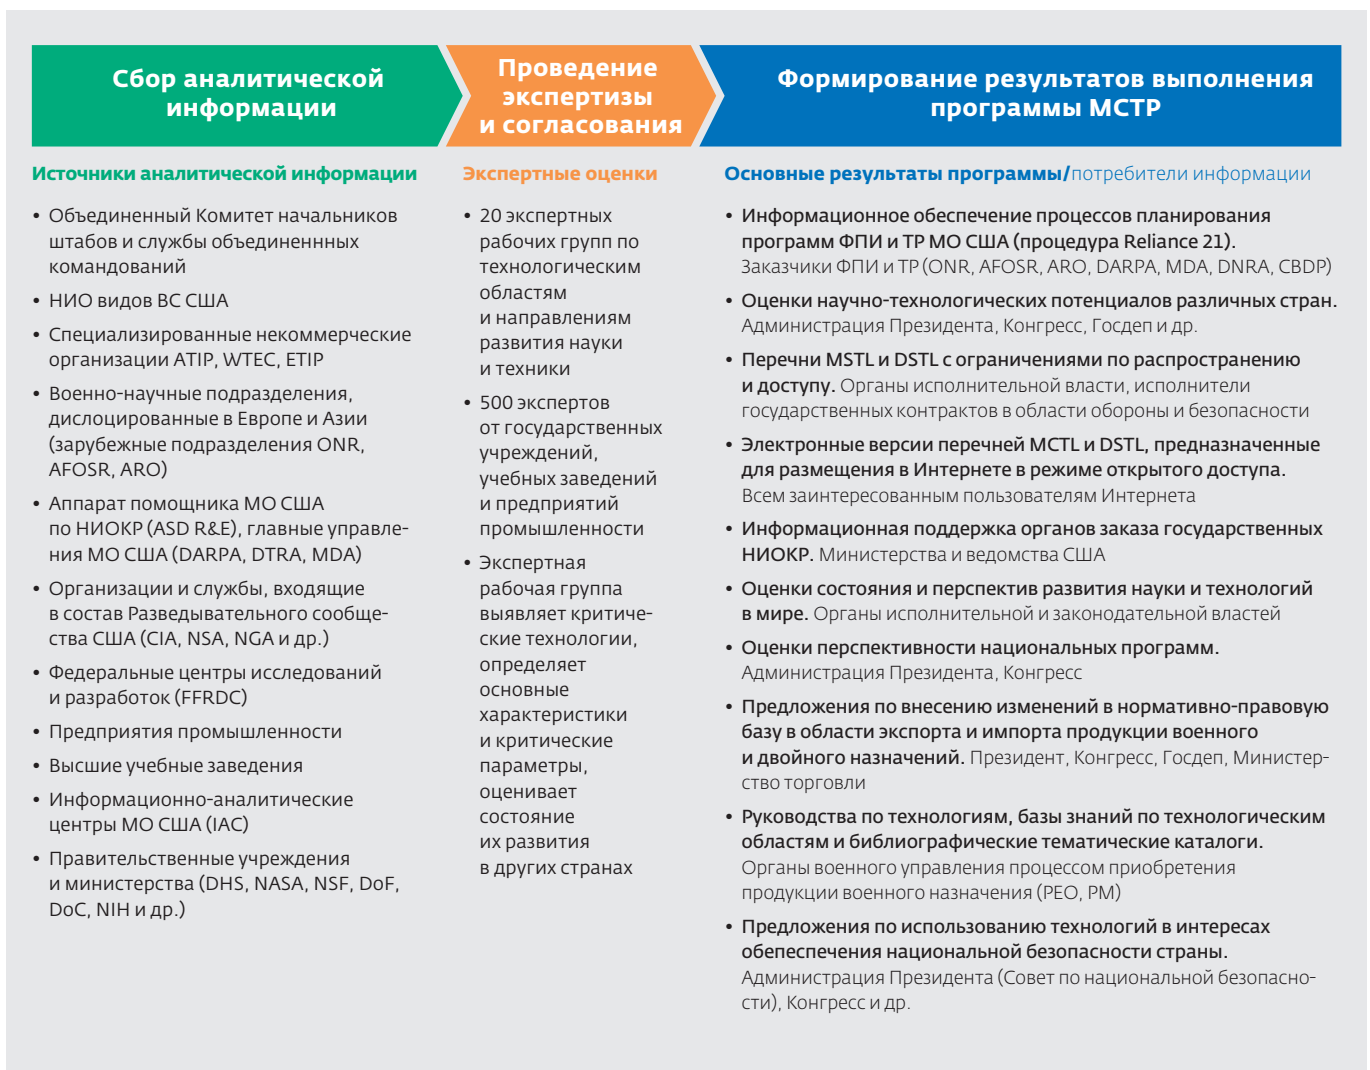 Сбор аналитической
информации
Проведение
экспертизы
и согласования
Формирование результатов выполнения
программы МСТР
Источники аналитической информации
• Объединенный Комитет начальников
штабов и службы объединеннных
командований
• НИО видов ВС США
• Специализированные некоммерческие
организации ATIP, WTEC, ETIP
• Военно-научные подразделения,
дислоцированные в Европе и Азии
(зарубежные подразделения ONR,
AFOSR, ARO)
• Аппарат помощника МО США
по НИОКР (ASD R&E), главные управле-
ния МО США (DARPA, DTRA, MDA)
• Организации и службы, входящие
в состав Разведывательного сообще-
ства США (CIA, NSA, NGA и др.)
• Федеральные центры исследований
и разработок (FFRDC)
• Предприятия промышленности
• Высшие учебные заведения
• Информационно-аналитические
центры МО США (IAC)
• Правительственные учреждения
и министерства (DHS, NASA, NSF, DoF,
DoC, NIH и др.)
Экспертные оценки
• 20 экспертных
рабочих групп по
технологическим
областям
и направлениям
развития науки
и техники
• 500 экспертов
от государственных
учреждений,
учебных заведений
и предприятий
промышленности
• Экспертная
рабочая группа
выявляет критиче-
ские технологии,
определяет
основные
характеристики
и критические
параметры,
оценивает
состояние
их развития
в других странах
Основные результаты программы/потребители информации
• Информационное обеспечение процессов планирования
программ ФПИ и ТР МО США (процедура Reliance 21).
Заказчики ФПИ и ТР (ONR, AFOSR, ARO, DARPA, MDA, DNRA, CBDP)
• Оценки научно-технологических потенциалов различных стран.
Администрация Президента, Конгресс, Госдеп и др.
• Перечни MSTL и DSTL с ограничениями по распространению
и доступу. Органы исполнительной власти, исполнители
государственных контрактов в области обороны и безопасности
• Электронные версии перечней MCTL и DSTL, предназначенные
для размещения в Интернете в режиме открытого доступа.
Всем заинтересованным пользователям Интернета
• Информационная поддержка органов заказа государственных
НИОКР. Министерства и ведомства США
• Оценки состояния и перспектив развития науки и технологий
в мире. Органы исполнительной и законодательной властей
• Оценки перспективности национальных программ.
Администрация Президента, Конгресс
• Предложения по внесению изменений в нормативно-правовую
базу в области экспорта и импорта продукции военного
и двойного назначений. Президент, Конгресс, Госдеп, Министер-
ство торговли
• Руководства по технологиям, базы знаний по технологическим
областям и библиографические тематические каталоги.
Органы военного управления процессом приобретения
продукции военного назначения (PEO, PM)
• Предложения по использованию технологий в интересах
обепеспечения национальной безопасности страны.
Администрация Президента (Совет по национальной безопасно-
сти), Конгресс и др.